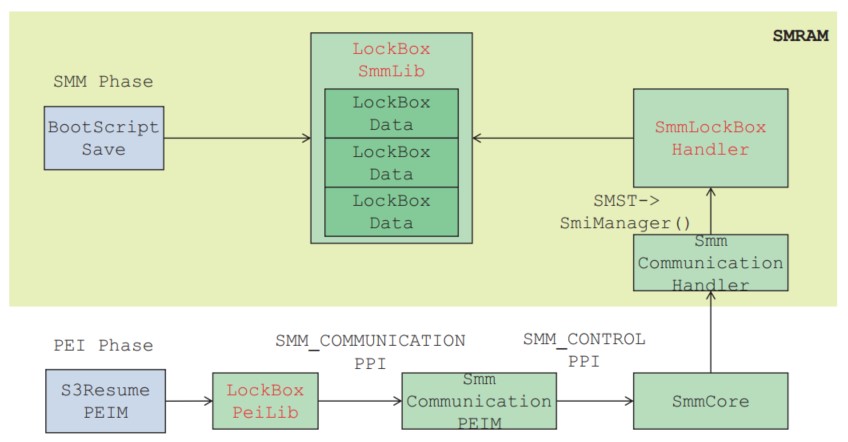 SMRAM
LockBox
SmmLib
SMM Phase
BootScript
Save
LockBox
Data
LockBox
Data
LockBox
Data
SmmLockBox
Handler
SMST->
SmiManager()
Smm
Communication
Handler
PEI Phase
SMM_COMMUNICATION
PPI
SMM_CONTROL
PPI
S3Resume
PEIM
LockBox
PeiLib
Smm
Communication
PEIM
SmmCore